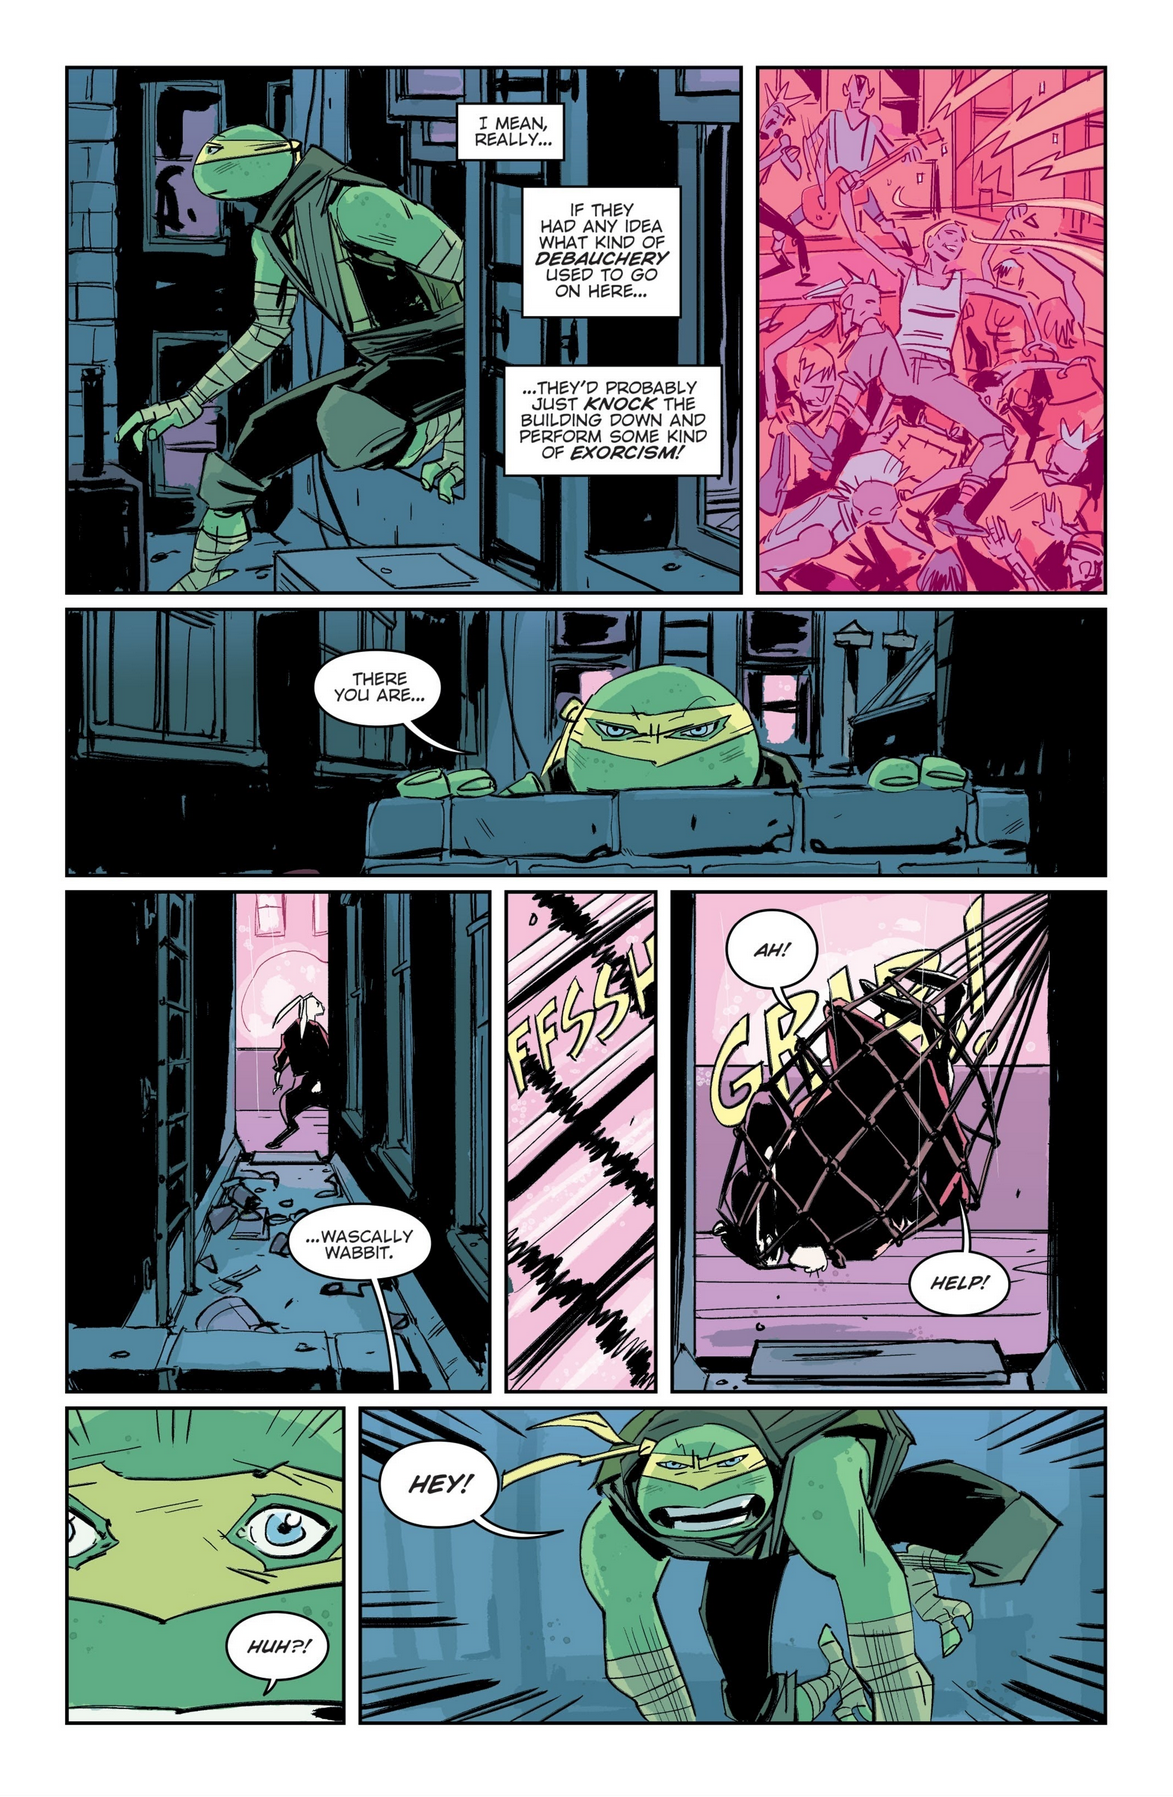 I MEAN,
REALLY...
IF THEY
HAD ANY IDEA
WHAT KIND OF
DEBAUCHERY
USED TO GO
ON HERE...
...THEY'D PROBABLY
JUST KNOCK THE
BUILDING DOWN AND
PERFORM SOME KIND
OF EXORCISM!
THERE
YOU ARE...
...WASCALLY
WABBIT.
FFSSH
AH!
HELP!
HUH?!
HEY!